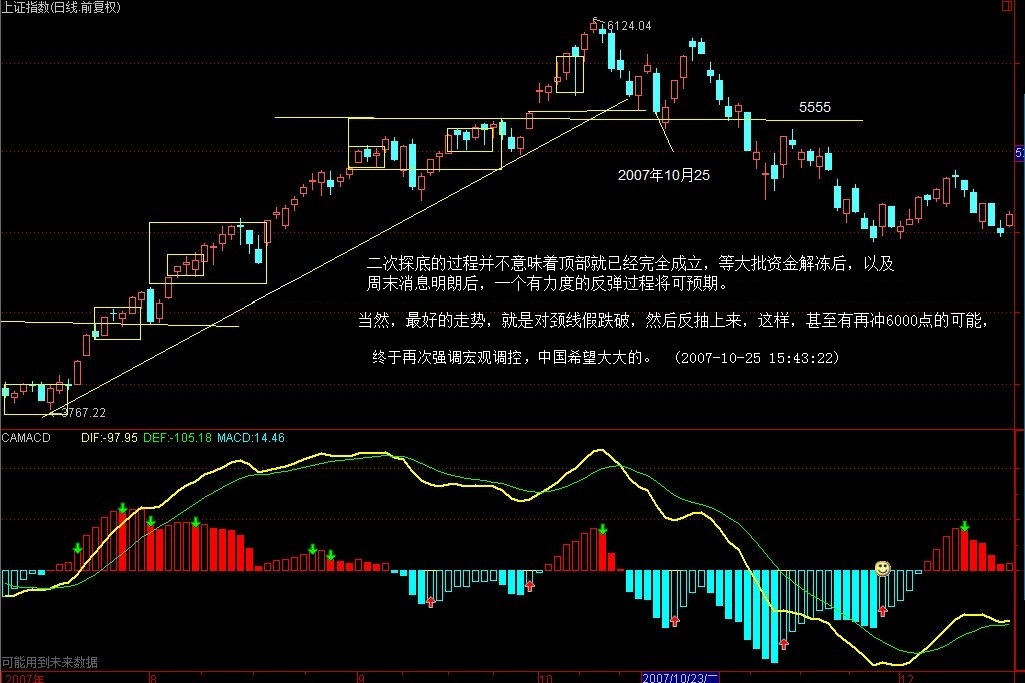 上证指数(日线.前复权)
6124.04
5555
2007年10月25
二次探底的过程并不意味着顶部就已经完全成立，等大批资金解冻后，以及
周末消息明朗后，一个有力度的反弹过程将可预期。
当然，最好的走势，就是对颈线假跌破，然后反抽上来，这样，甚至有再冲6000点的可能，
终于再次强调宏观调控，中国希望大大的。 （2007-10-25 15:43:22）
3767.22
CAMACD DIF:-97.95 DEF:-105.18 MACD:14.46
可能用到未来数据
2007年 8 9 10 2007/10/23/二 12